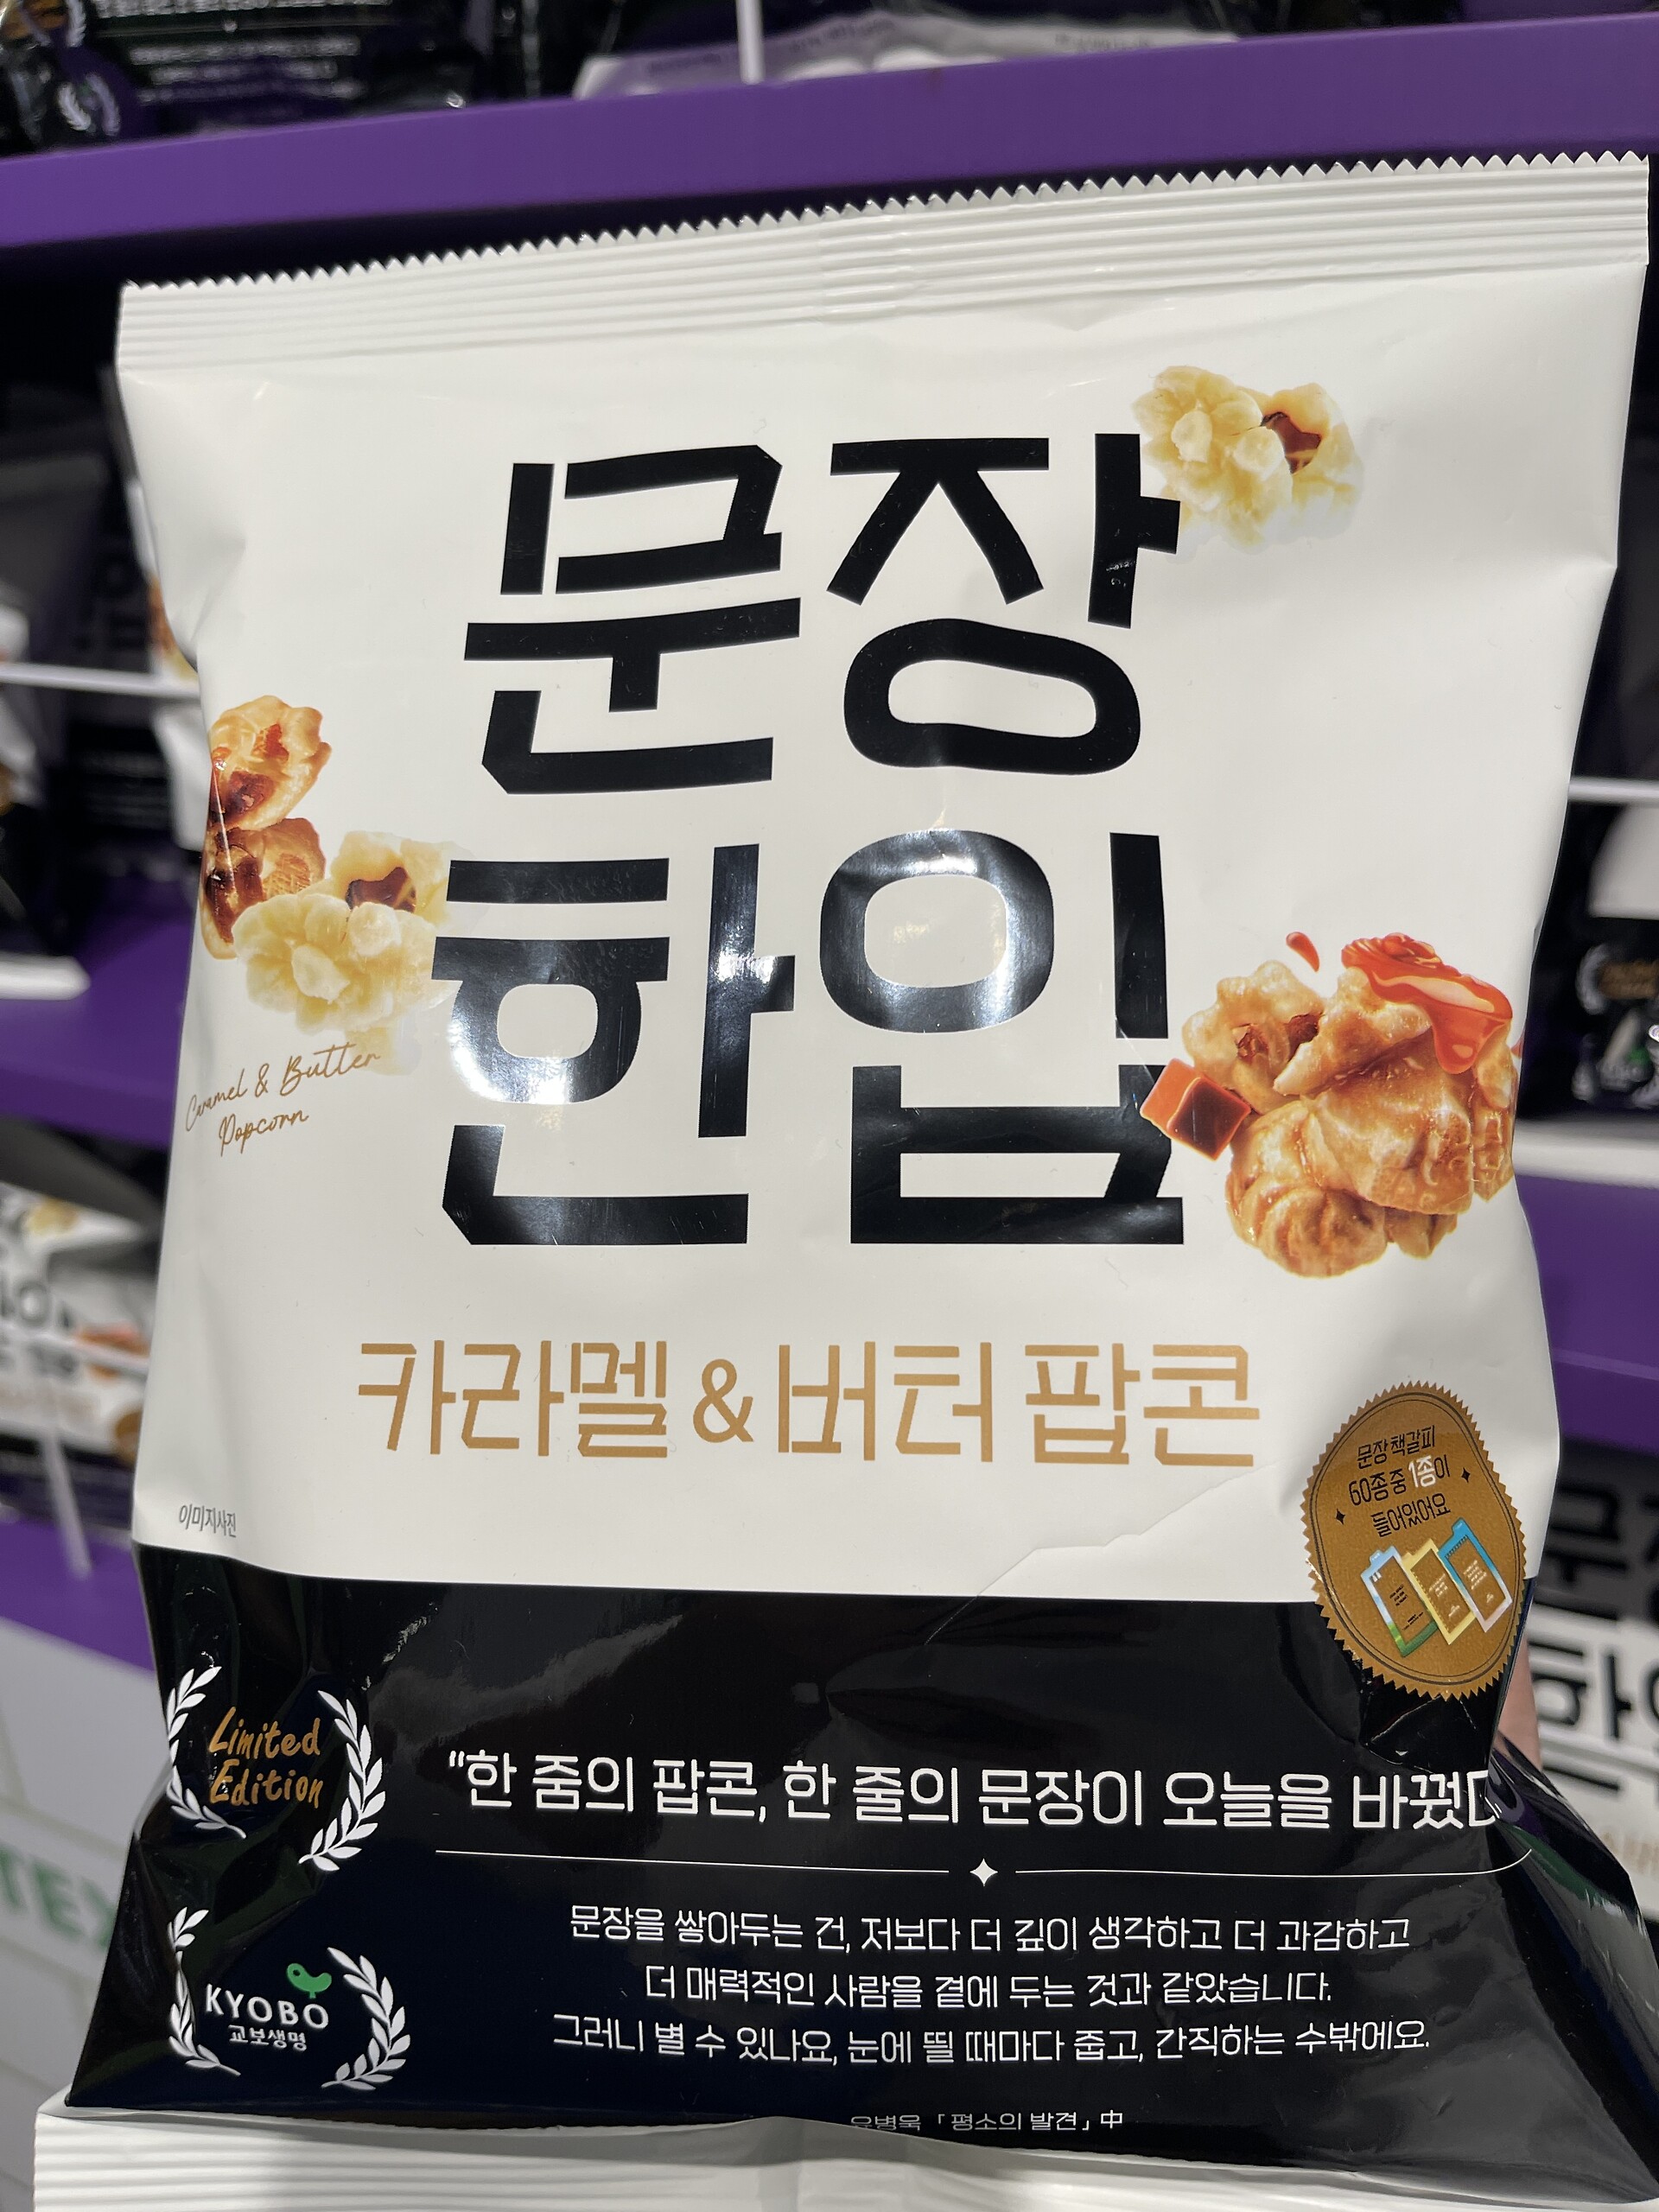 문장
한입
Caramel & Butter
Popcorn
카라멜 & 버터 팝콘
이미지사진
문장 책갈피
60종 중 1종이
들어있어요
Limited
Edition
"한 줌의 팝콘, 한 줄의 문장이 오늘을 바꿨다
문장을 쌓아두는 건, 저보다 더 깊이 생각하고 더 과감하고
더 매력적인 사람을 곁에 두는 것과 같았습니다.
그러니 별 수 있나요, 눈에 띌 때마다 줍고, 간직하는 수밖에요.
유병욱 「평소의 발견」 中
KYOBO
교보생명